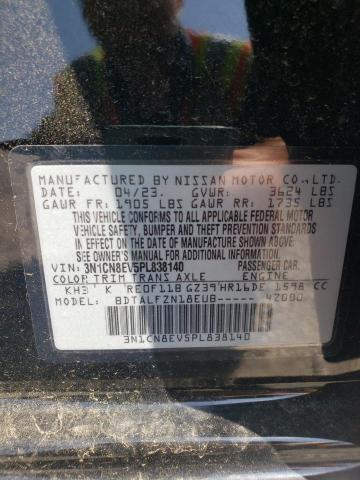 MANUFACTURED BY NISSAN MOTOR CO.,LTD.
DATE: 04/23. GVWR: 3624 LBS
GAWR FR: 1905 LBS GAWR RR: 1735 LBS
THIS VEHICLE CONFORMS TO ALL APPLICABLE FEDERAL MOTOR
VEHICLE SAFETY, BUMPER AND THEFT PREVENTION STANDARDS
IN EFFECT ON THE DATE OF MANUFACTURE SHOWN ABOVE.
SEE OWNER'S MANUAL FOR ADDITIONAL INFORMATION.
VIN: 3N1CN8EV5PL838140 PASSENGER CAR.
COLOR TRIM TRANS AXLE ENGINE
KH3 K RE0F11B GZ39 HR16DE 1598 CC
MODEL: BDTALFZN18EUB----- 42000
3N1CN8EV5PL838140